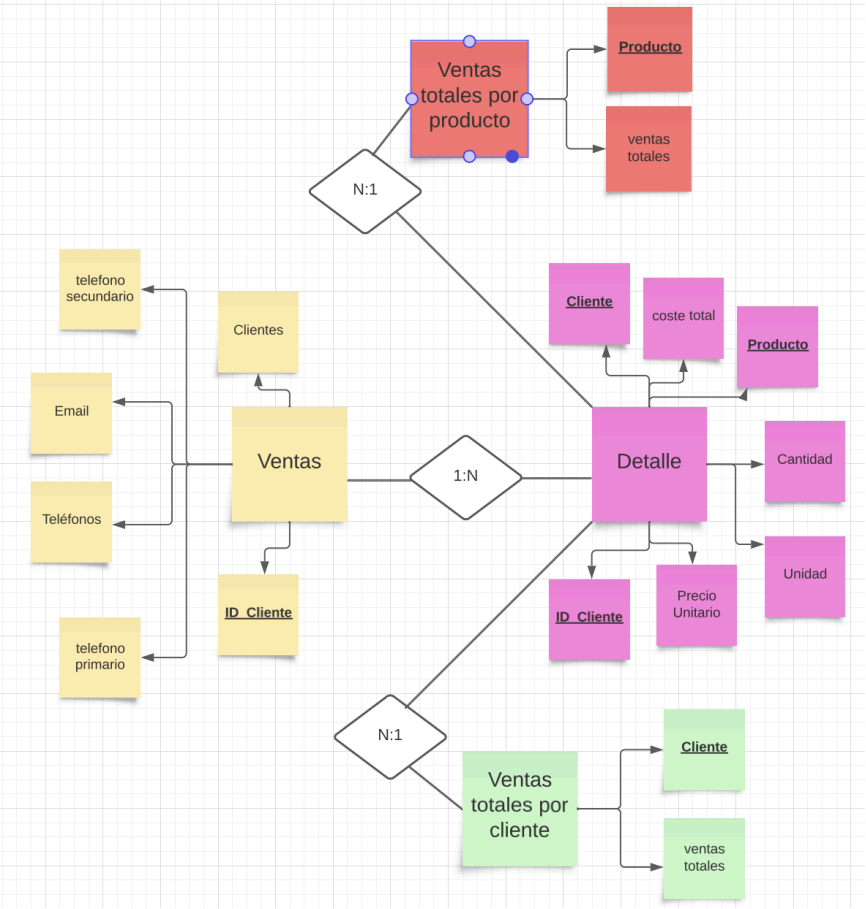 Ventas
totales por
producto
Producto
ventas
totales
N:1
telefono
secundario
Clientes
Cliente
coste total
Producto
Email
Ventas
1:N
Detalle
Cantidad
Teléfonos
Unidad
ID_Cliente
ID_Cliente
Precio
Unitario
telefono
primario
N:1
Ventas
totales por
cliente
Cliente
ventas
totales